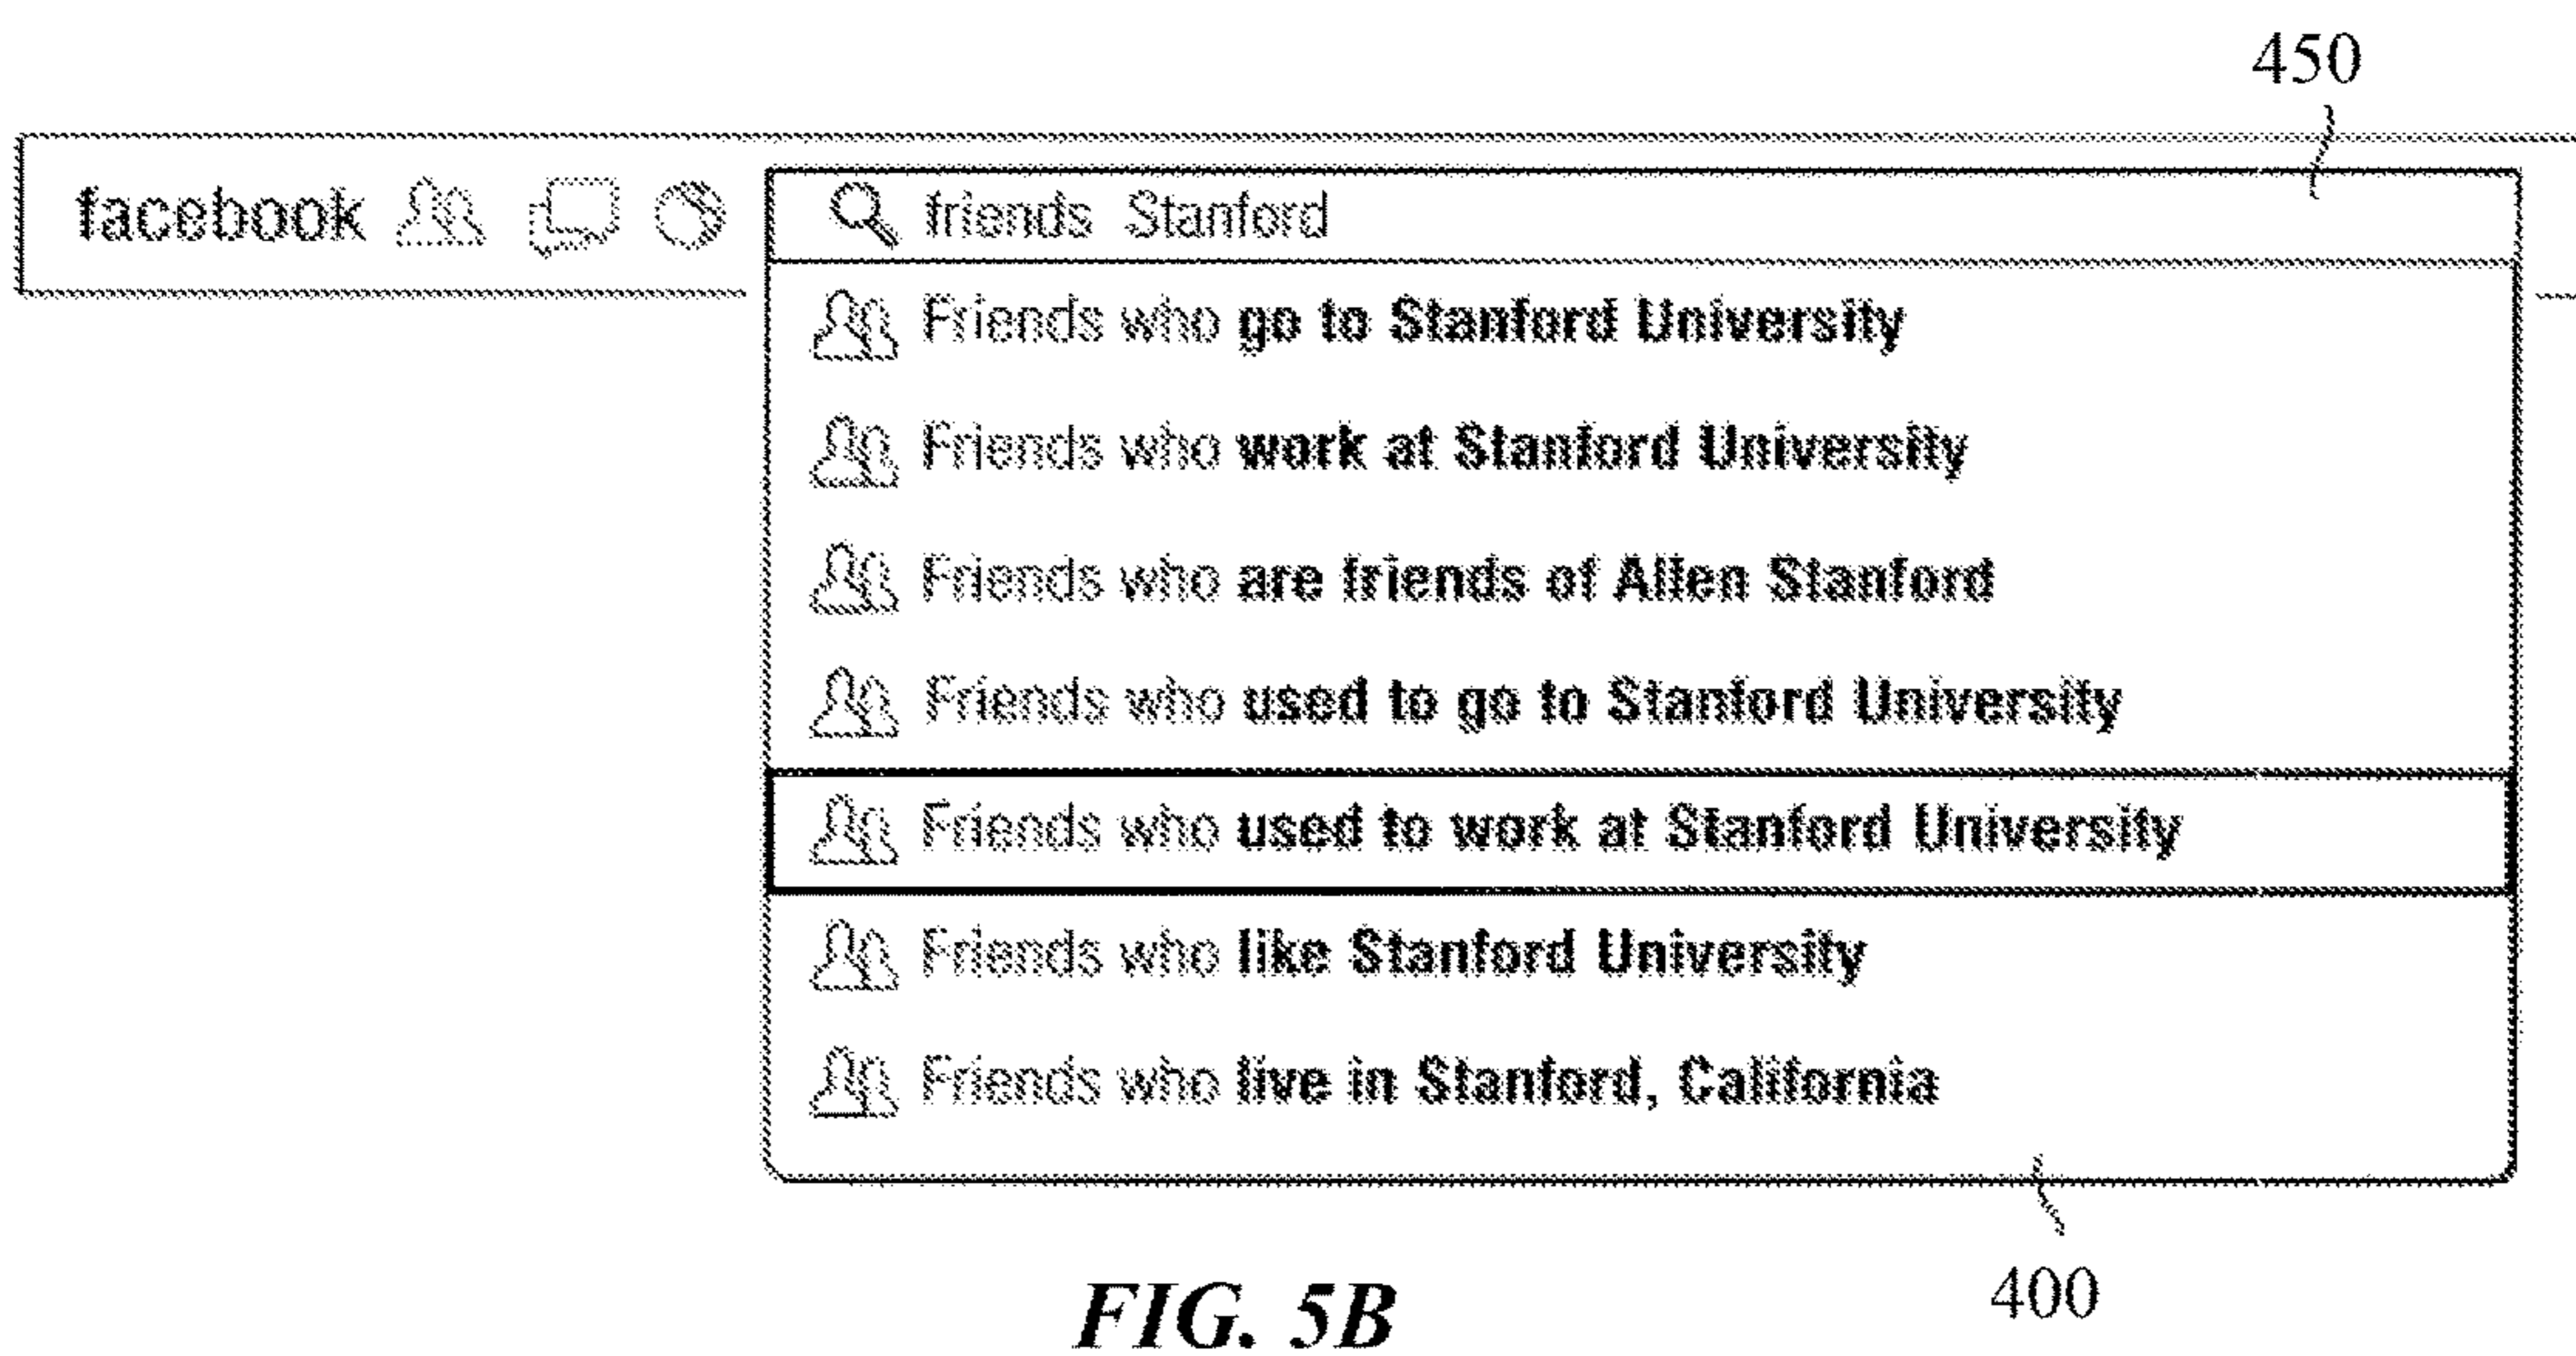 450
facebook friends Stanford
Friends who go to Stanford University
Friends who work at Stanford University
Friends who are friends of Allen Stanford
Friends who used to go to Stanford University
Friends who used to work at Stanford University
Friends who like Stanford University
Friends who live in Stanford, California
400
FIG. 5B